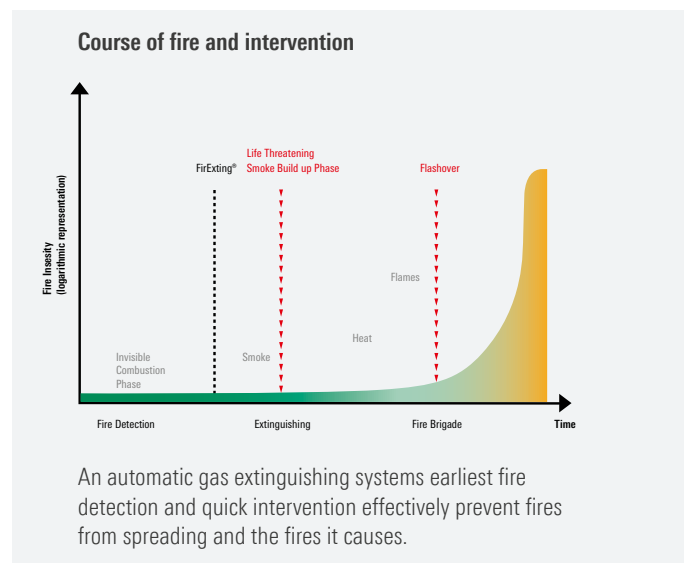 Course of fire and intervention
Life Threatening
FirExting® Smoke Build up Phase Flashover
Fire Insesity
(logarithmic representation)
Flames
Heat
Invisible
Combustion
Phase
Smoke
Fire Detection Extinguishing Fire Brigade Time
An automatic gas extinguishing systems earliest fire
detection and quick intervention effectively prevent fires
from spreading and the fires it causes.